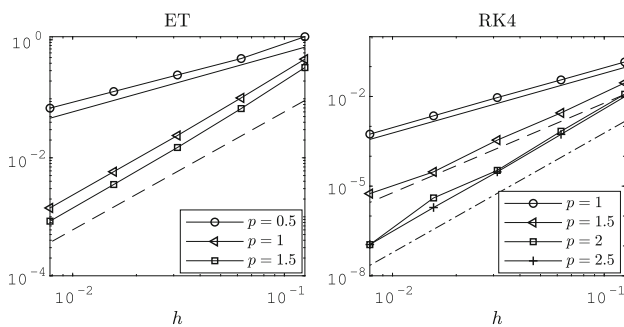 ET
10^0
10^-2
10^-4
10^-2
10^-1
h
p = 0.5
p = 1
p = 1.5
RK4
10^-2
10^-5
10^-8
10^-2
10^-1
h
p = 1
p = 1.5
p = 2
p = 2.5